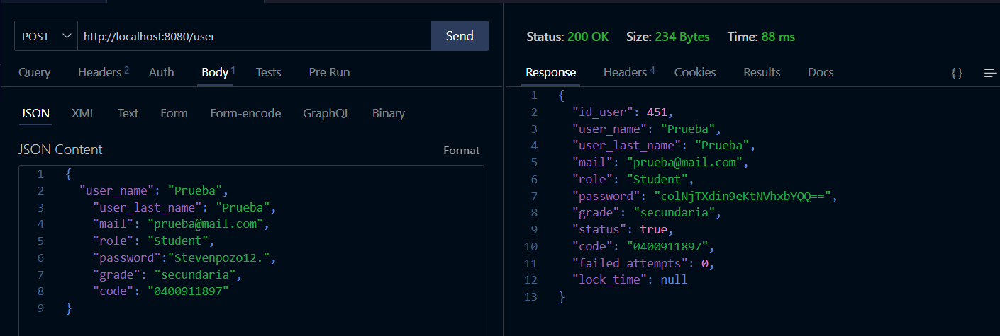 POST http://localhost:8080/user Send
Query Headers 2 Auth Body 1 Tests Pre Run
JSON XML Text Form Form-encode GraphQL Binary
JSON Content Format
1 {
2 "user_name": "Prueba",
3 "user_last_name": "Prueba",
4 "mail": "prueba@mail.com",
5 "role": "Student",
6 "password":"Stevenpozo12.",
7 "grade": "secundaria",
8 "code": "0400911897"
9 }
Status: 200 OK Size: 234 Bytes Time: 88 ms
Response Headers 4 Cookies Results Docs { }
1 {
2 "id_user": 451,
3 "user_name": "Prueba",
4 "user_last_name": "Prueba",
5 "mail": "prueba@mail.com",
6 "role": "Student",
7 "password": "colNjTXdin9eKtNVhxbYQQ==",
8 "grade": "secundaria",
9 "status": true,
10 "code": "0400911897",
11 "failed_attempts": 0,
12 "lock_time": null
13 }